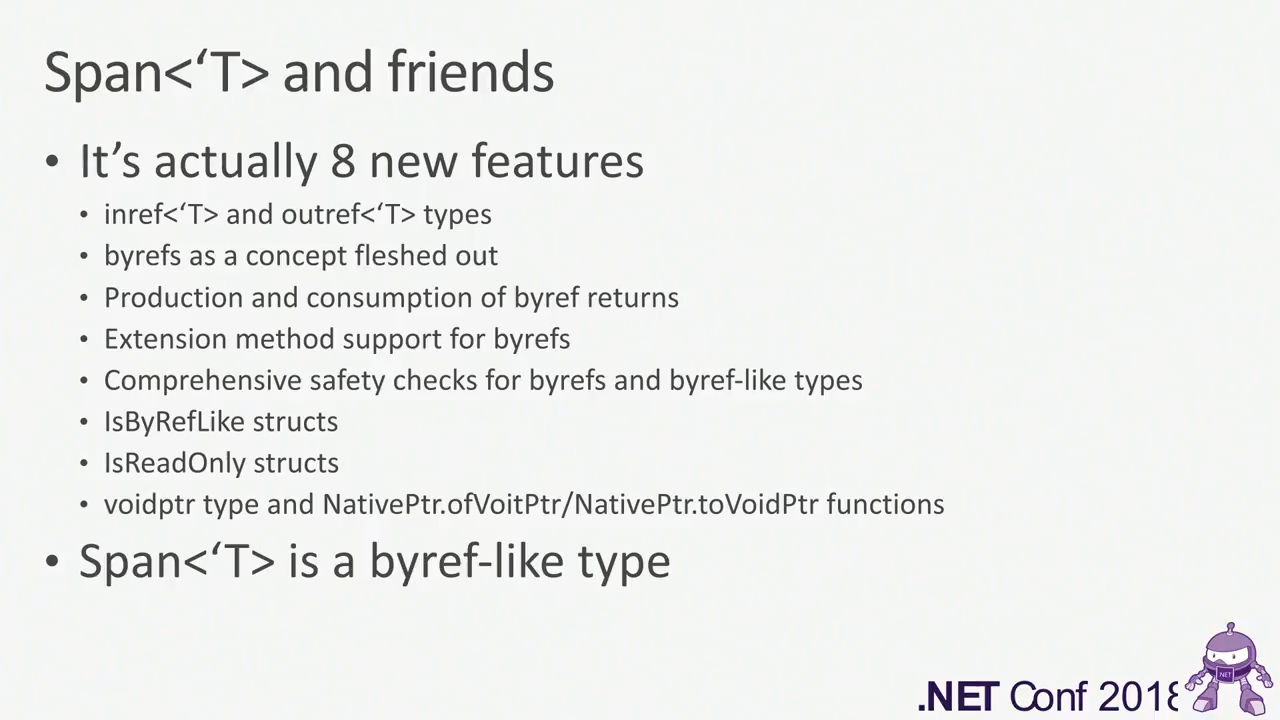 Span<‘T> and friends
• It’s actually 8 new features
• inref<‘T> and outref<‘T> types
• byrefs as a concept fleshed out
• Production and consumption of byref returns
• Extension method support for byrefs
• Comprehensive safety checks for byrefs and byref-like types
• IsByRefLike structs
• IsReadOnly structs
• voidptr type and NativePtr.ofVoitPtr/NativePtr.toVoidPtr functions
• Span<‘T> is a byref-like type
.NET Conf 2018
.NET